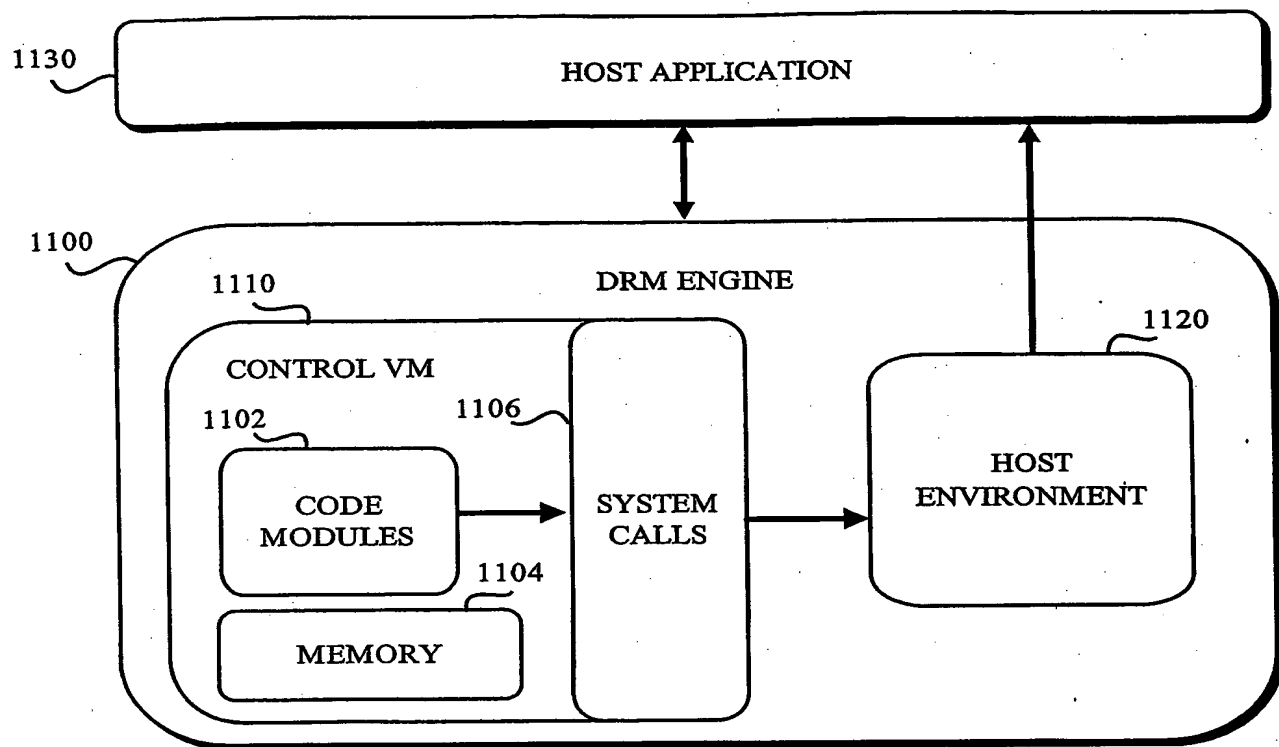 1130
HOST APPLICATION
1100
DRM ENGINE
1110
1120
CONTROL VM
1106
1102
CODE
MODULES
SYSTEM
CALLS
HOST
ENVIRONMENT
1104
MEMORY